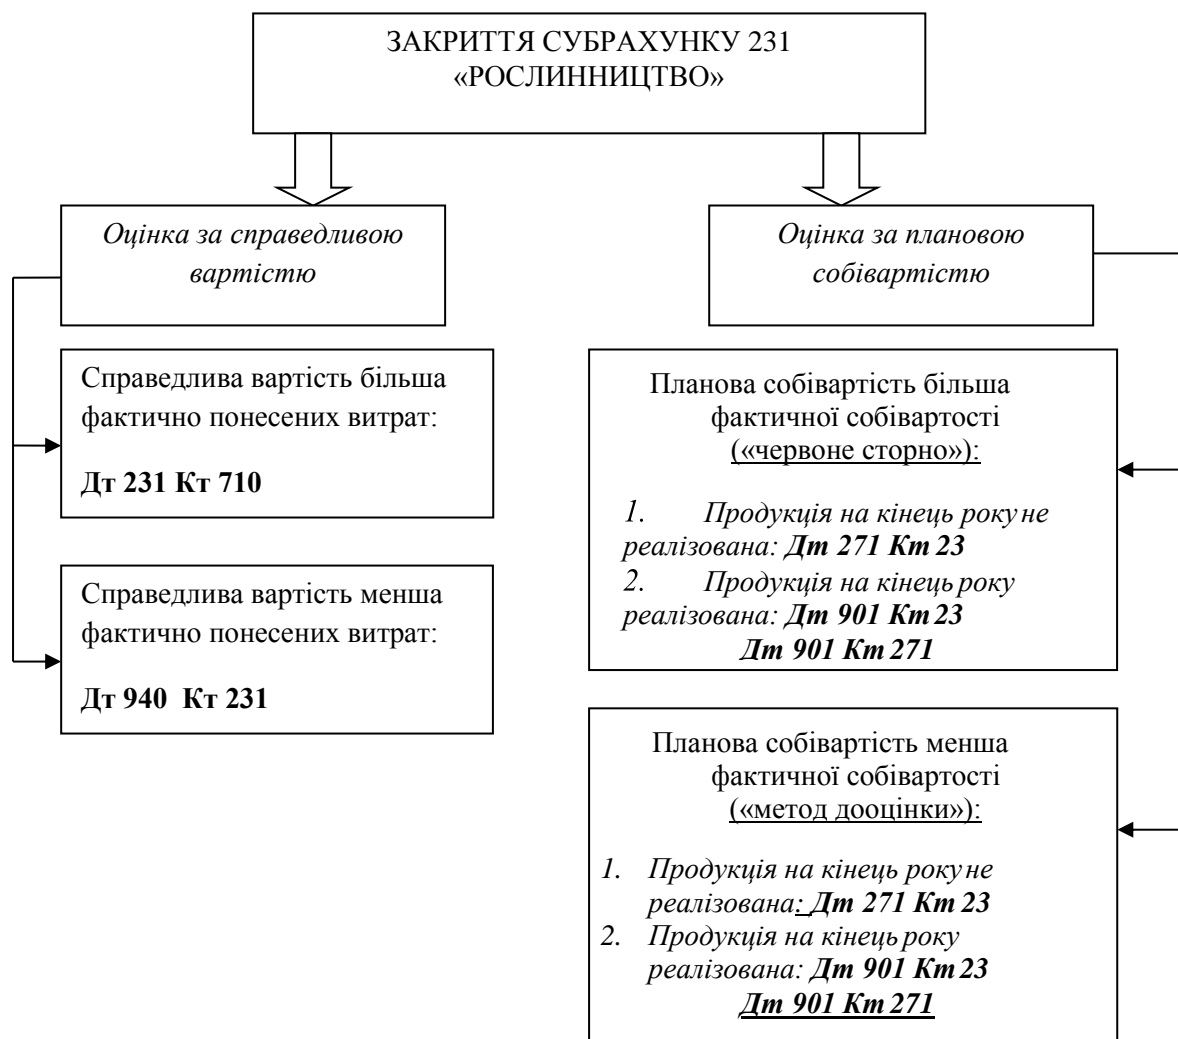 ЗАКРИТТЯ СУБРАХУНКУ 231
«РОСЛИННИЦТВО»
Оцінка за справедливою
вартістю
Справедлива вартість більша
фактично понесених витрат:
Дт 231 Кт 710
Справедлива вартість менша
фактично понесених витрат:
Дт 940 Кт 231
Оцінка за плановою
собівартістю
Планова собівартість більша
фактичної собівартості
(«червоне сторно»):
1. Продукція на кінець року не
реалізована: Дт 271 Кт 23
2. Продукція на кінець року
реалізована: Дт 901 Кт 23
Дт 901 Кт 271
Планова собівартість менша
фактичної собівартості
(«метод дооцінки»):
1. Продукція на кінець року не
реалізована: Дт 271 Кт 23
2. Продукція на кінець року
реалізована: Дт 901 Кт 23
Дт 901 Кт 271